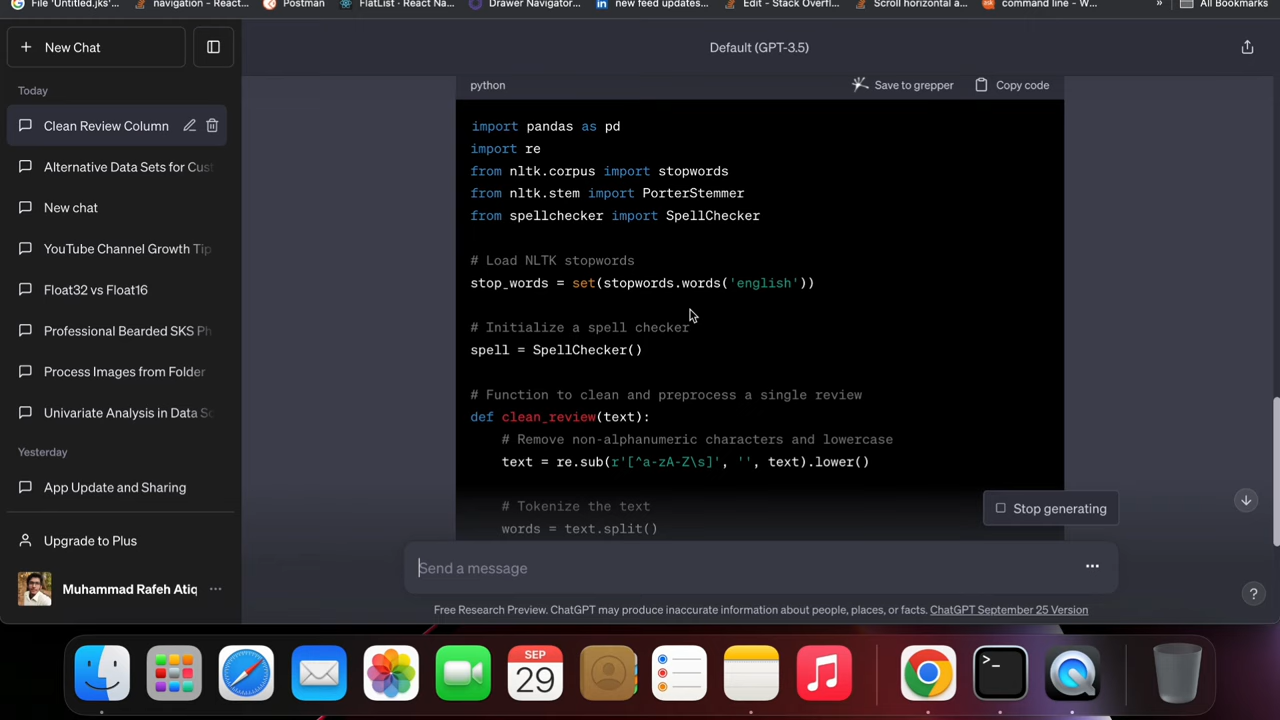 File 'Untitled.jks'...
navigation - React...
Postman
FlatList · React Na...
Drawer Navigator...
new feed updates...
Edit - Stack Overfl...
Scroll horizontal a...
command line - W...
»
All Bookmarks
+ New Chat
Default (GPT-3.5)
Today
Clean Review Column
Alternative Data Sets for Cust
New chat
YouTube Channel Growth Tip
Float32 vs Float16
Professional Bearded SKS Ph
Process Images from Folder
Univariate Analysis in Data Sc
Yesterday
App Update and Sharing
Upgrade to Plus
Muhammad Rafeh Atiq
python
Save to grepper
Copy code
import pandas as pd
import re
from nltk.corpus import stopwords
from nltk.stem import PorterStemmer
from spellchecker import SpellChecker
# Load NLTK stopwords
stop_words = set(stopwords.words('english'))
# Initialize a spell checker
spell = SpellChecker()
# Function to clean and preprocess a single review
def clean_review(text):
# Remove non-alphanumeric characters and lowercase
text = re.sub(r'[^a-zA-Z\s]', '', text).lower()
# Tokenize the text
words = text.split()
Stop generating
Send a message
Free Research Preview. ChatGPT may produce inaccurate information about people, places, or facts. ChatGPT September 25 Version
?
SEP
29
>_